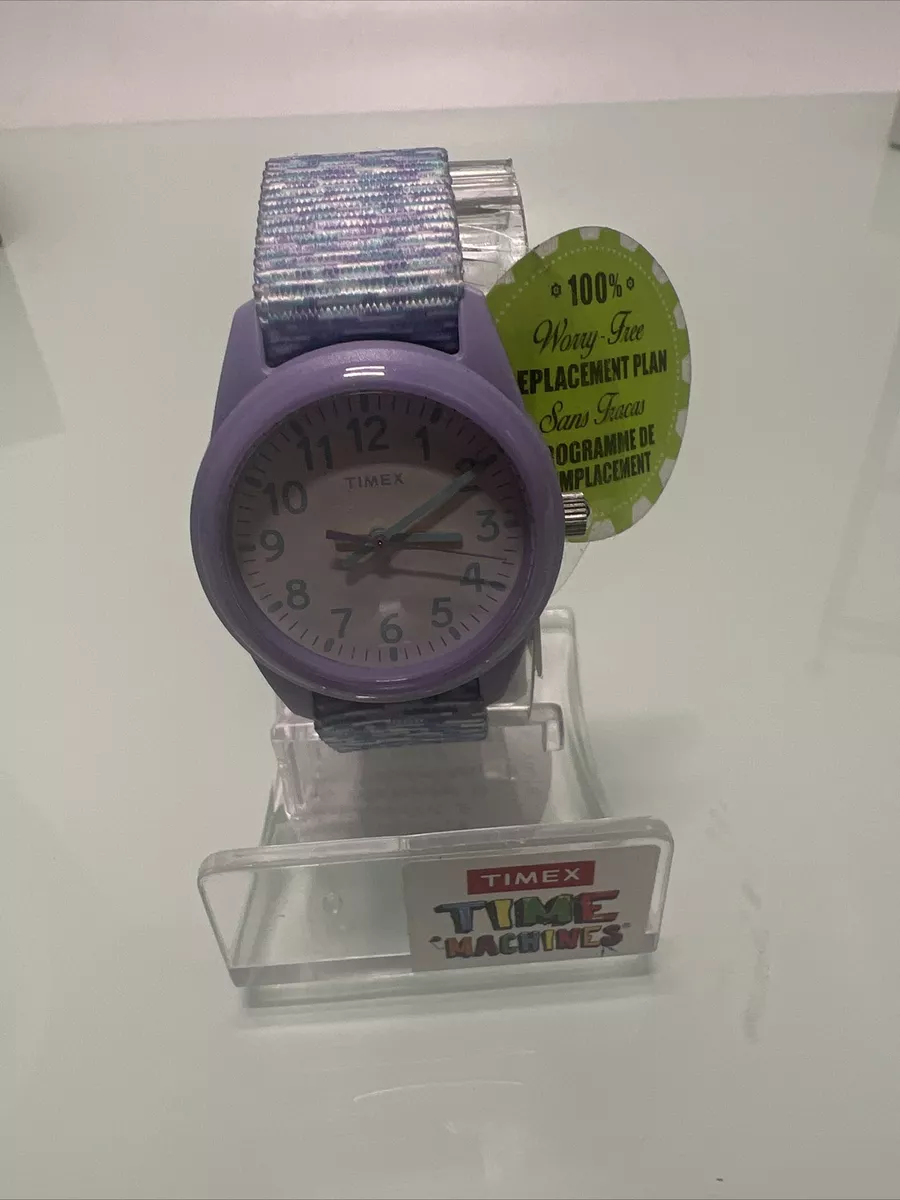 100%
Worry-Free
EPLACEMENT PLAN
Sans Tracas
ROGRAMME DE
MPLACEMENT
12
1
2
3
4
5
6
7
8
9
10
11
TIMEX
TIMEX
TIME
MACHINES